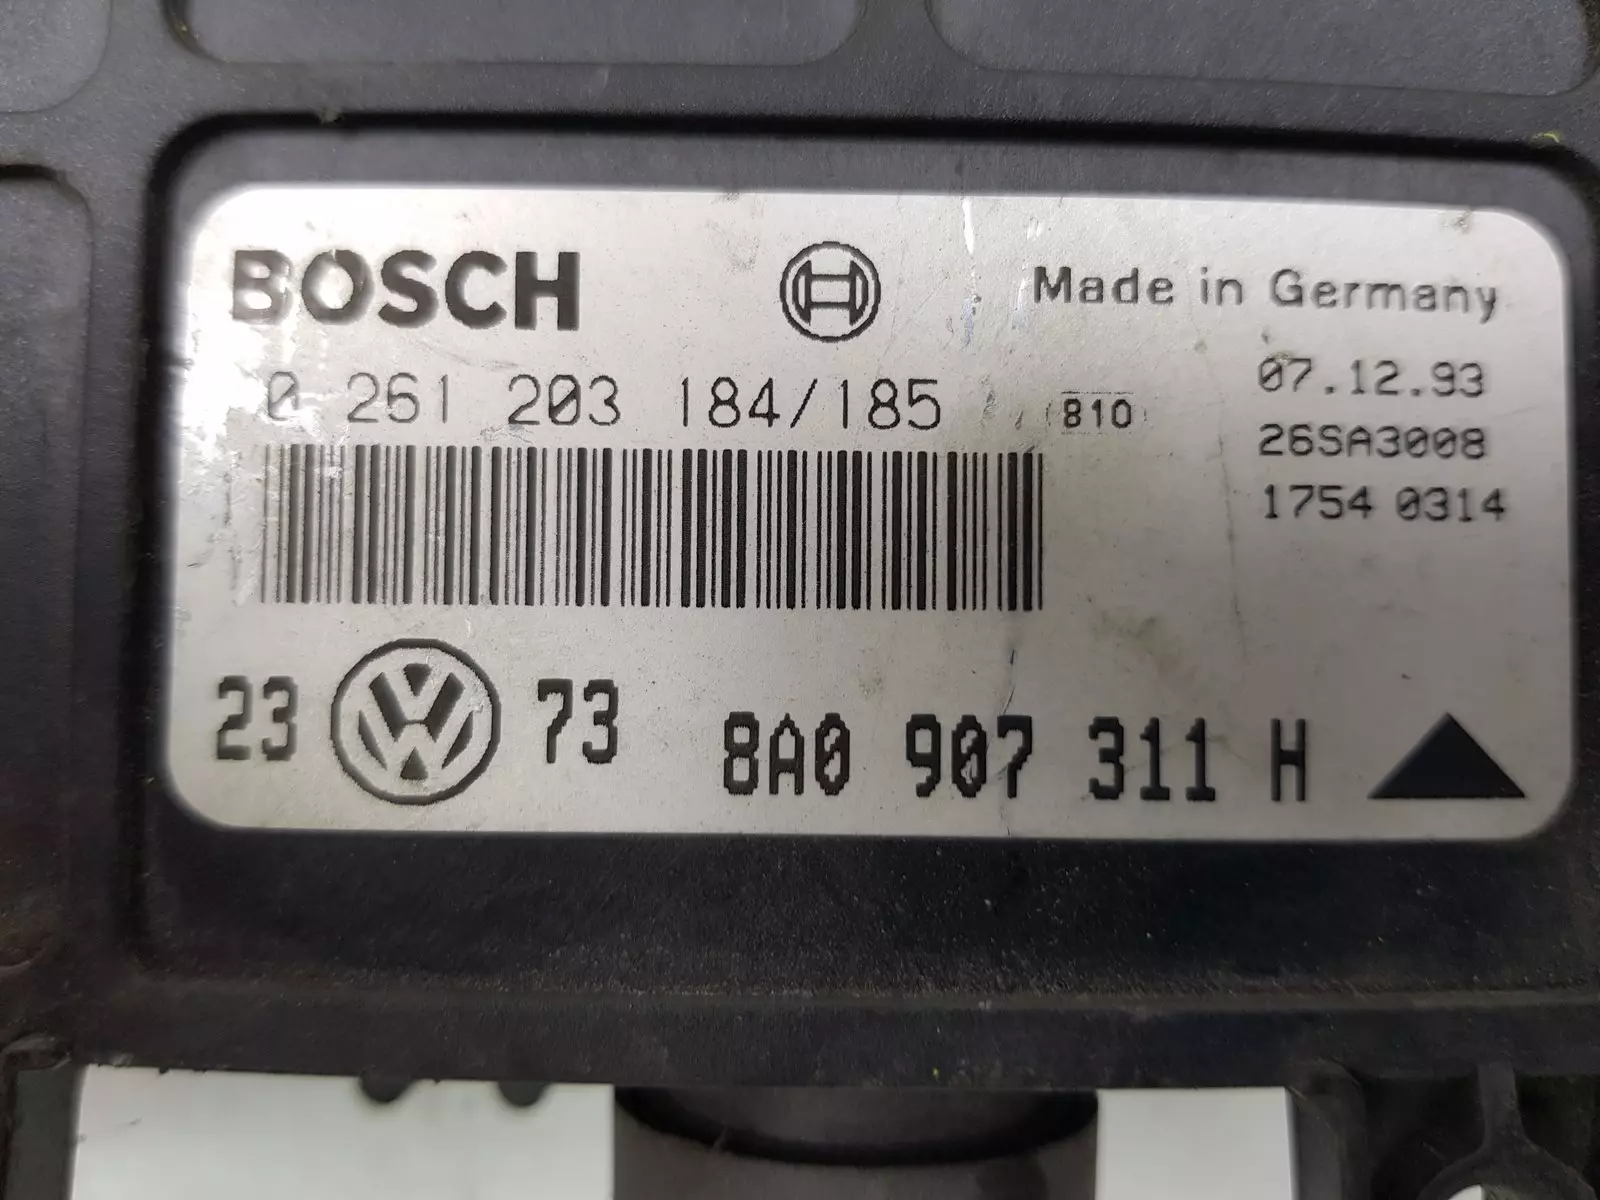 BOSCH
Made in Germany
0 261 203 184/185
810
07.12.93
26SA3008
1754 0314
23 VW 73
8A0 907 311 H